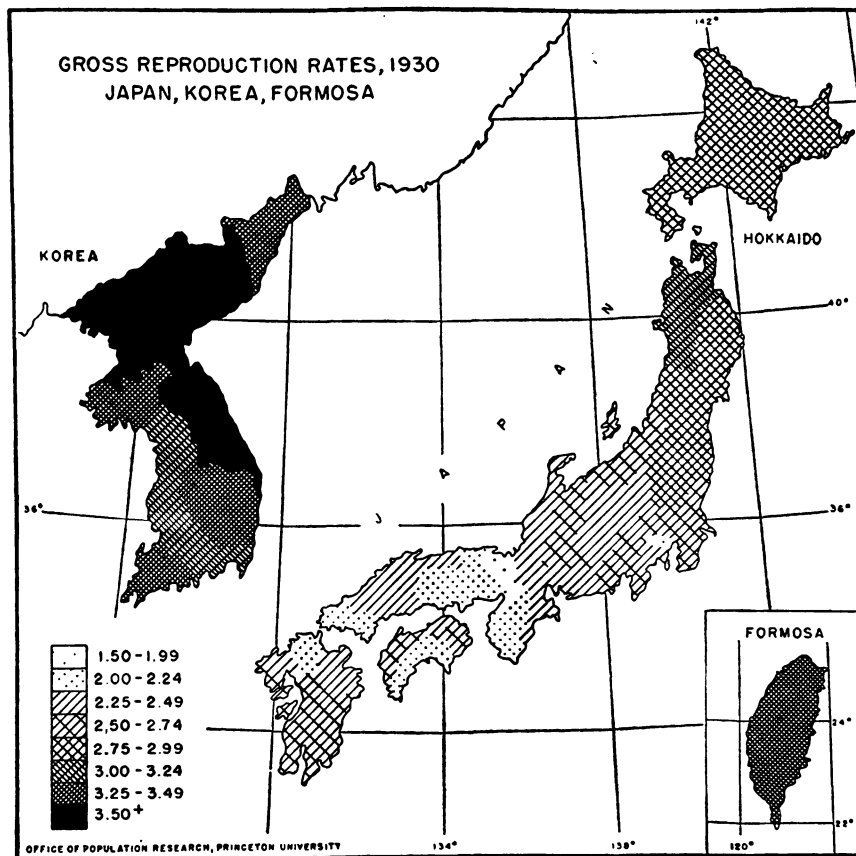 GROSS REPRODUCTION RATES, 1930
JAPAN, KOREA, FORMOSA
142°
KOREA
HOKKAIDO
40°
J A P A N
36°
36°
FORMOSA
24°
22°
120°
1.50-1.99
2.00-2.24
2.25-2.49
2,50-2.74
2.75-2.99
3.00-3.24
3.25-3.49
3.50+
OFFICE OF POPULATION RESEARCH, PRINCETON UNIVERSITY
134°
138°